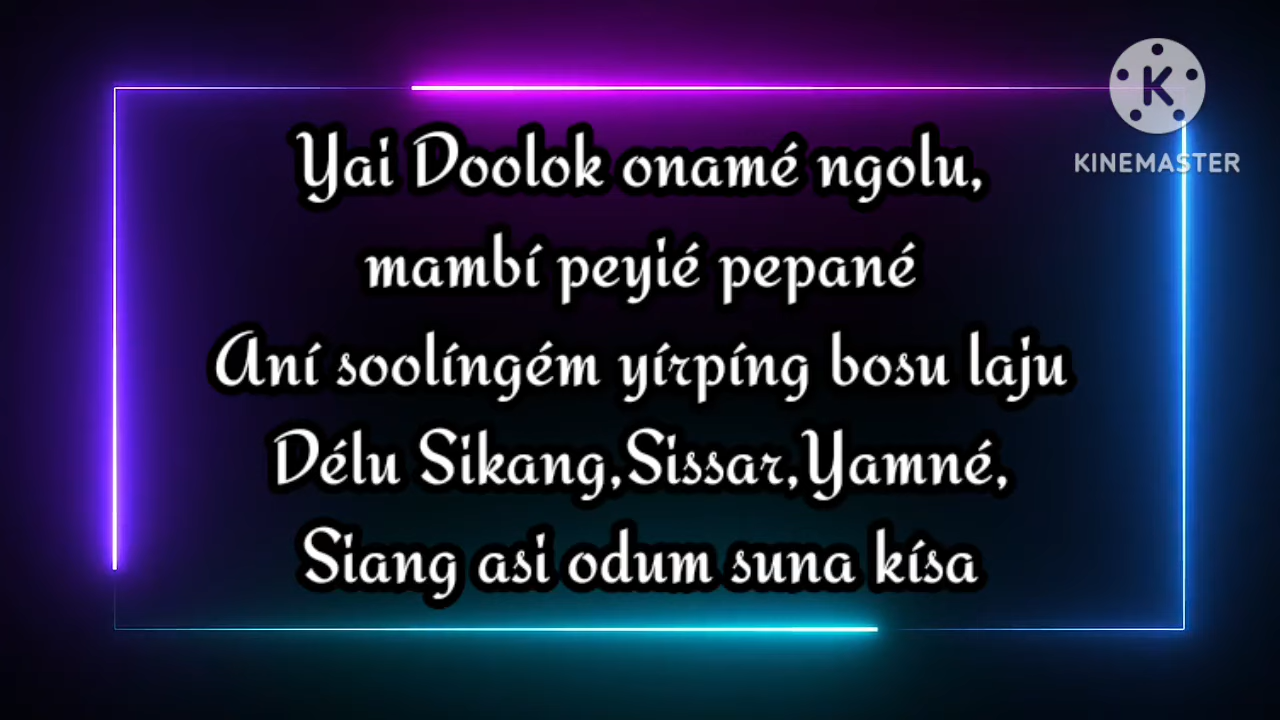 Yai Doolok onamé ngolu,
mambí peyié pepané
Aní soolíngém yírpíng bosu laju
Délu Sikang,Sissar,Yamné,
Siang asi odum suna kísa
K
KINEMASTER